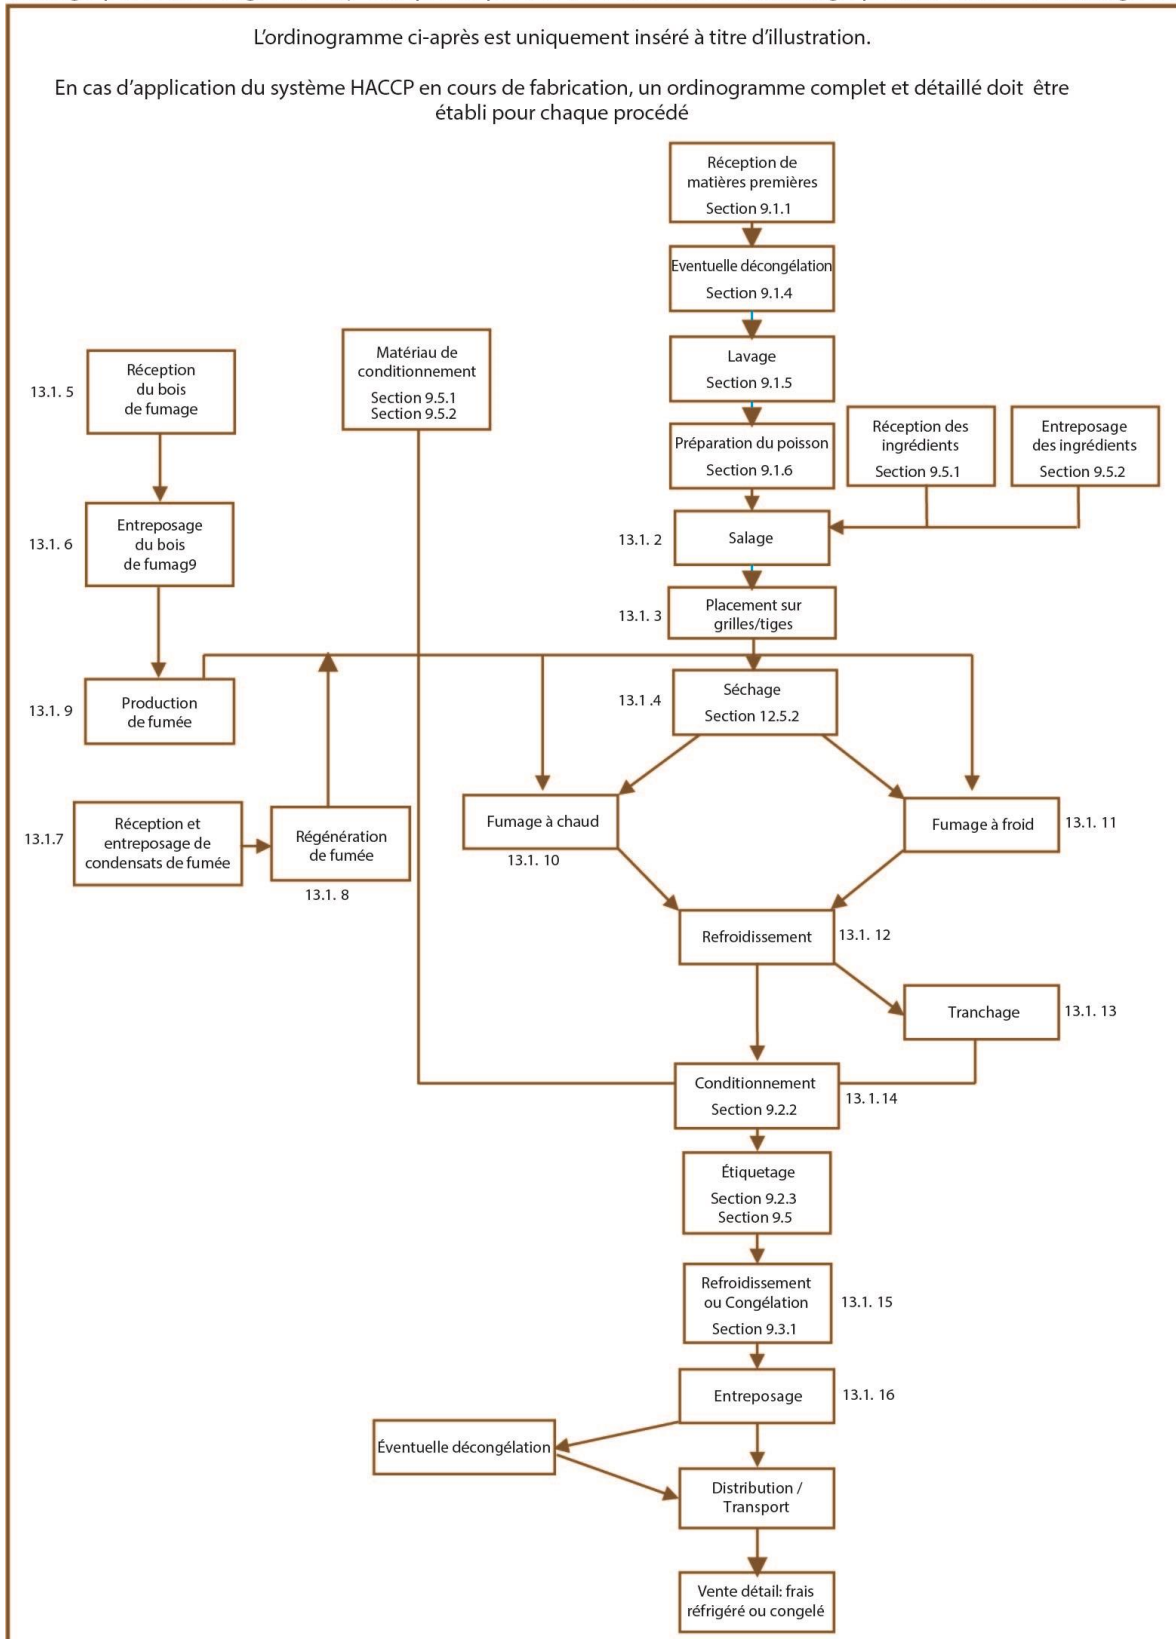 L’ordinogramme ci-après est uniquement inséré à titre d’illustration.
En cas d’application du système HACCP en cours de fabrication, un ordinogramme complet et détaillé doit être
établi pour chaque procédé
Réception de
matières premières
Section 9.1.1
Eventuelle décongélation
Section 9.1.4
Lavage
Section 9.1.5
Préparation du poisson
Section 9.1.6
Réception des
ingrédients
Section 9.5.1
Entreposage
des ingrédients
Section 9.5.2
Matériau de
conditionnement
Section 9.5.1
Section 9.5.2
13.1. 5
Réception
du bois
de fumage
13.1. 6
Entreposage
du bois
de fumag9
13.1. 2
Salage
13.1. 3
Placement sur
grilles/tiges
13.1. 9
Production
de fumée
13.1 .4
Séchage
Section 12.5.2
13.1.7
Réception et
entreposage de
condensats de fumée
Régénération
de fumée
13.1. 8
Fumage à chaud
13.1. 10
Fumage à froid
13.1. 11
Refroidissement
13.1. 12
Tranchage
13.1. 13
Conditionnement
Section 9.2.2
13.1.14
Étiquetage
Section 9.2.3
Section 9.5
Refroidissement
ou Congélation
Section 9.3.1
13.1. 15
Entreposage
13.1. 16
Éventuelle décongélation
Distribution /
Transport
Vente détail: frais
réfrigéré ou congelé